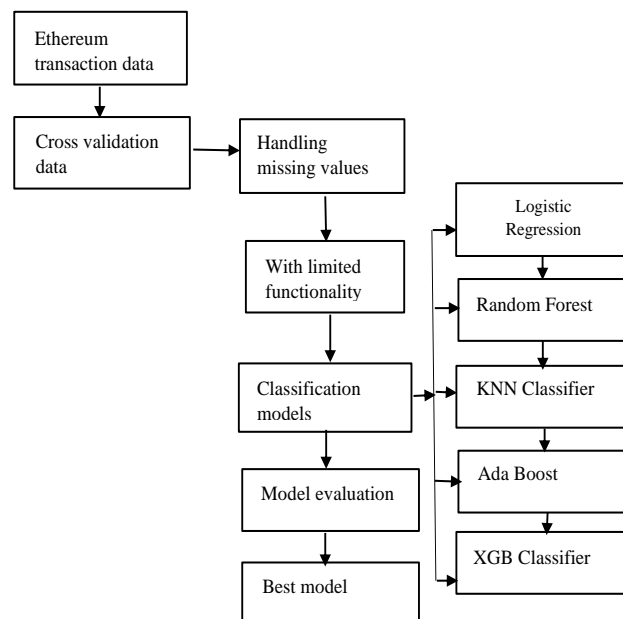 Ethereum
transaction data
Cross validation
data
Handling
missing values
With limited
functionality
Classification
models
Model evaluation
Best model
Logistic
Regression
Random Forest
KNN Classifier
Ada Boost
XGB Classifier